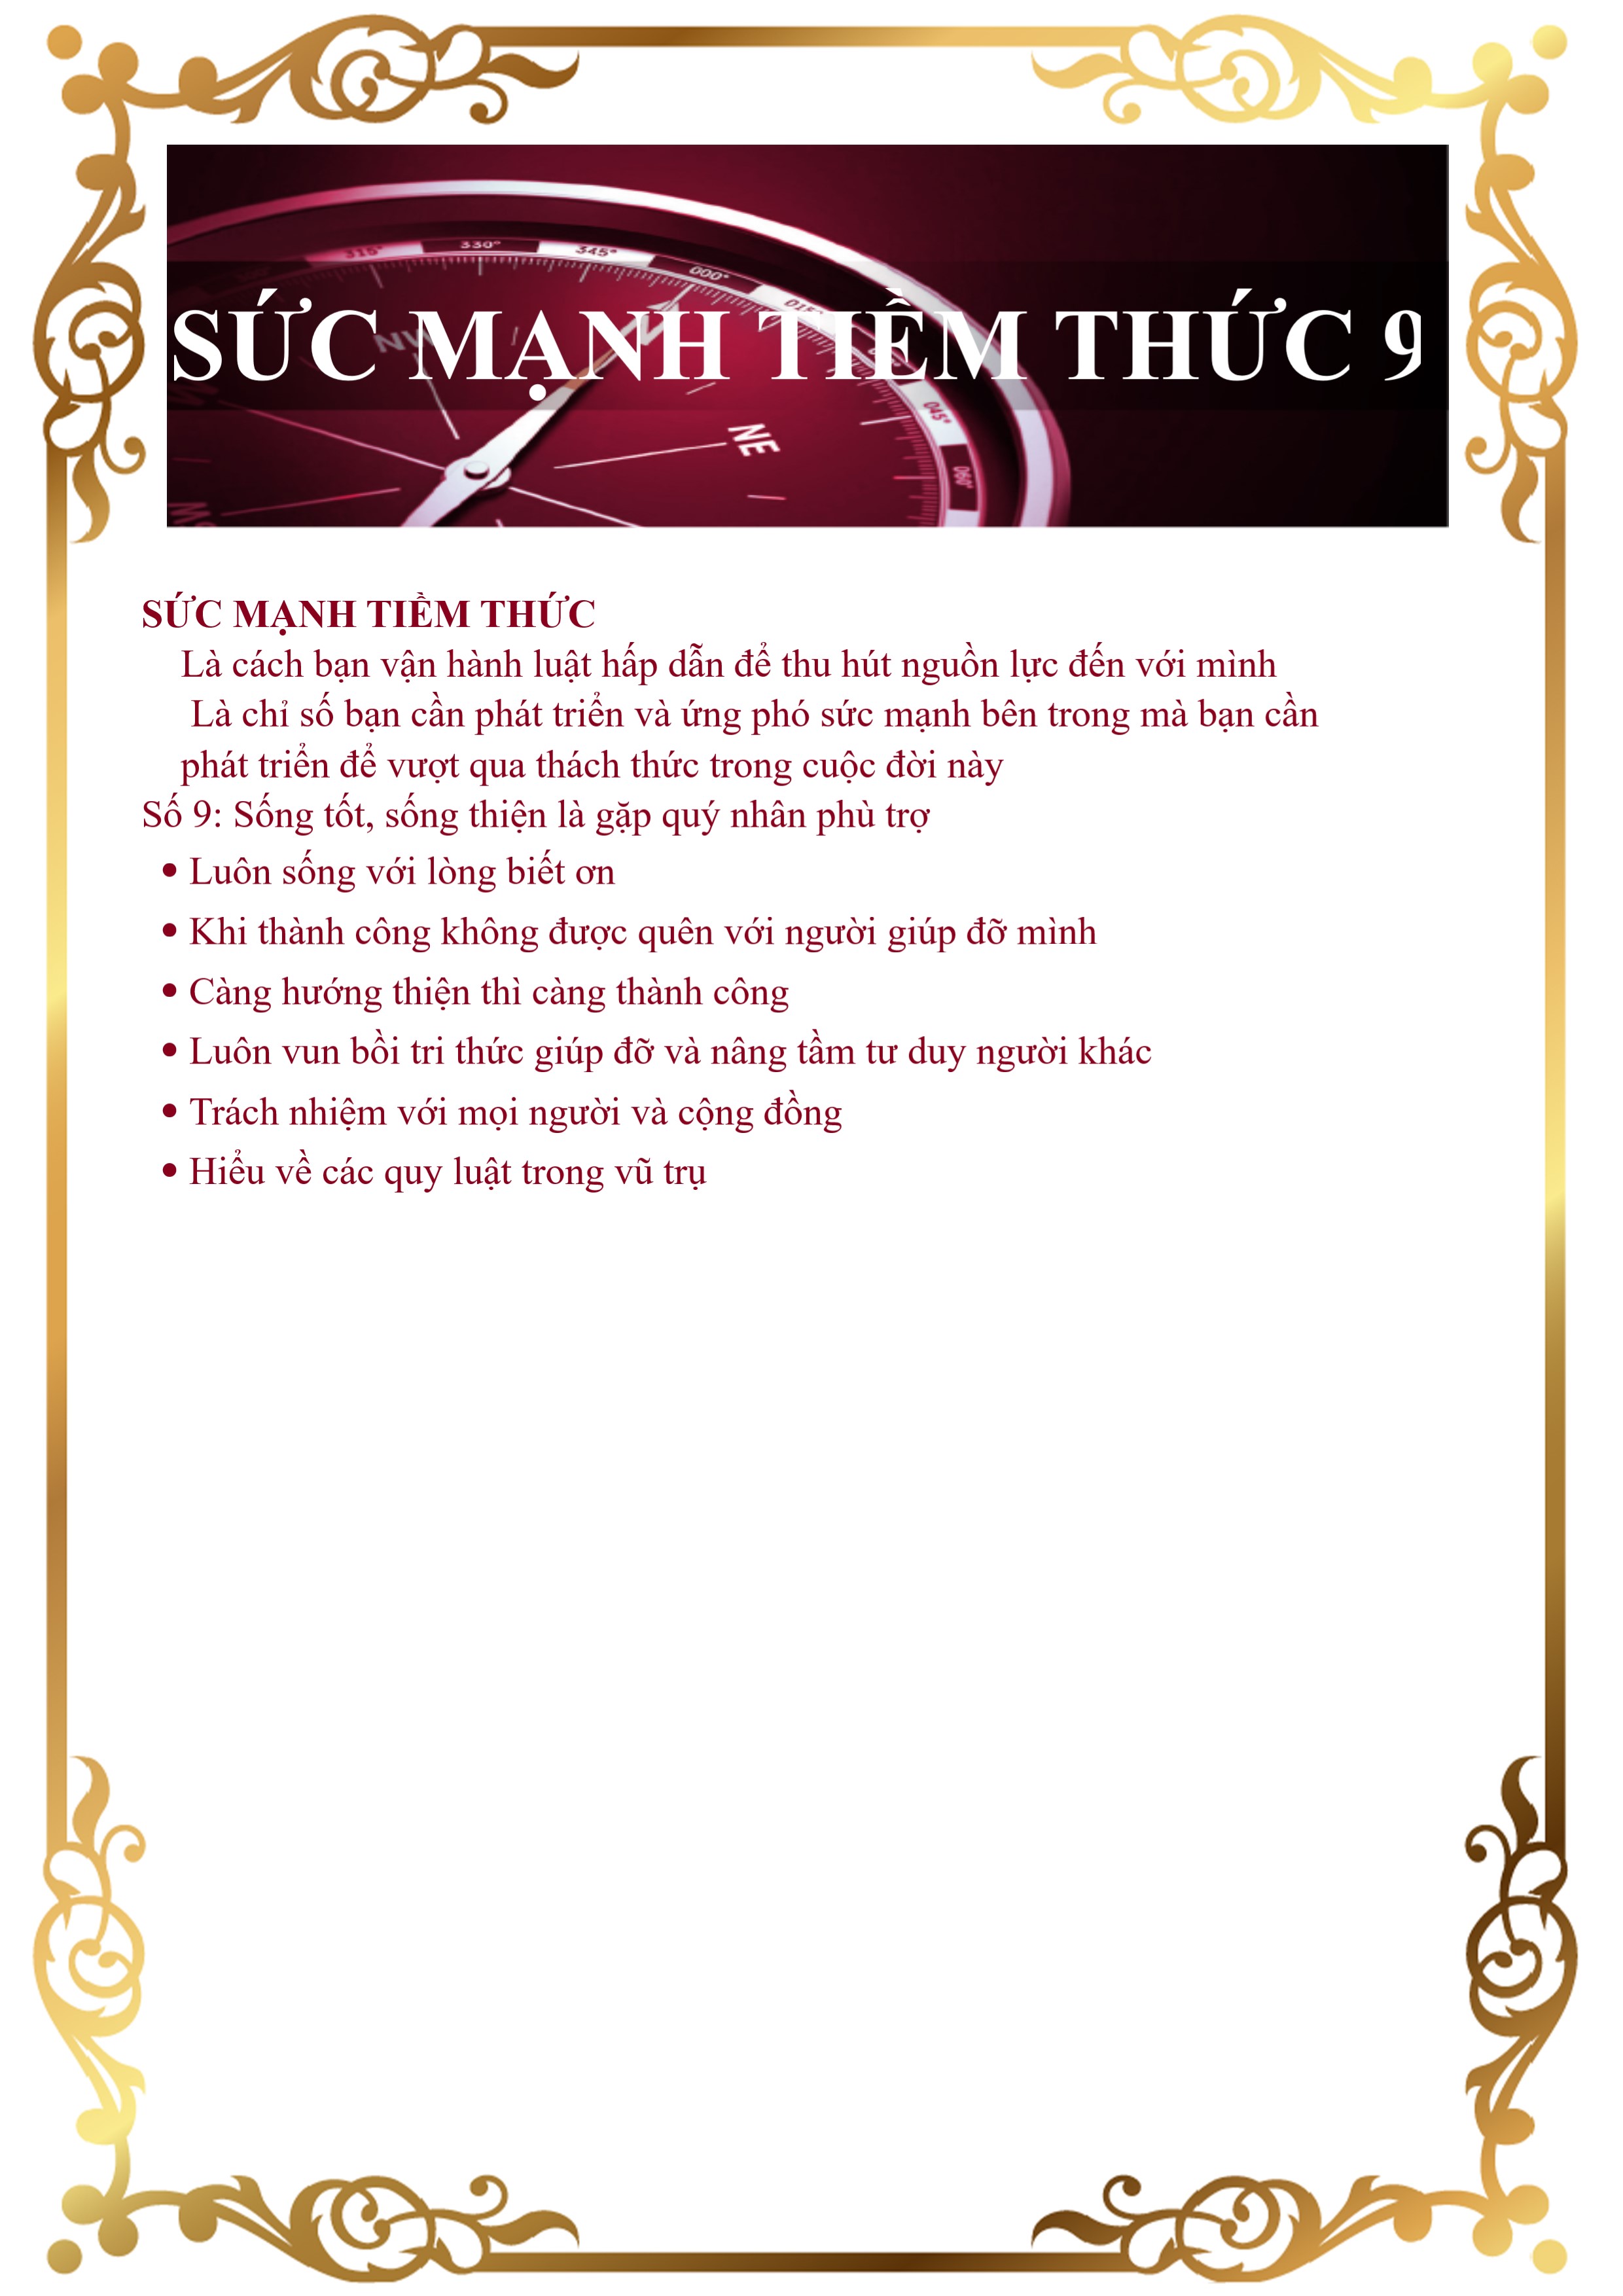 315° 330° 345° 000° 015°
SỨC MẠNH TIỀM THỨC 9
NW
045°
NE
060°
SỨC MẠNH TIỀM THỨC
Là cách bạn vận hành luật hấp dẫn để thu hút nguồn lực đến với mình
Là chỉ số bạn cần phát triển và ứng phó sức mạnh bên trong mà bạn cần
phát triển để vượt qua thách thức trong cuộc đời này
Số 9: Sống tốt, sống thiện là gặp quý nhân phù trợ
• Luôn sống với lòng biết ơn
• Khi thành công không được quên với người giúp đỡ mình
• Càng hướng thiện thì càng thành công
• Luôn vun bồi tri thức giúp đỡ và nâng tầm tư duy người khác
• Trách nhiệm với mọi người và cộng đồng
• Hiểu về các quy luật trong vũ trụ